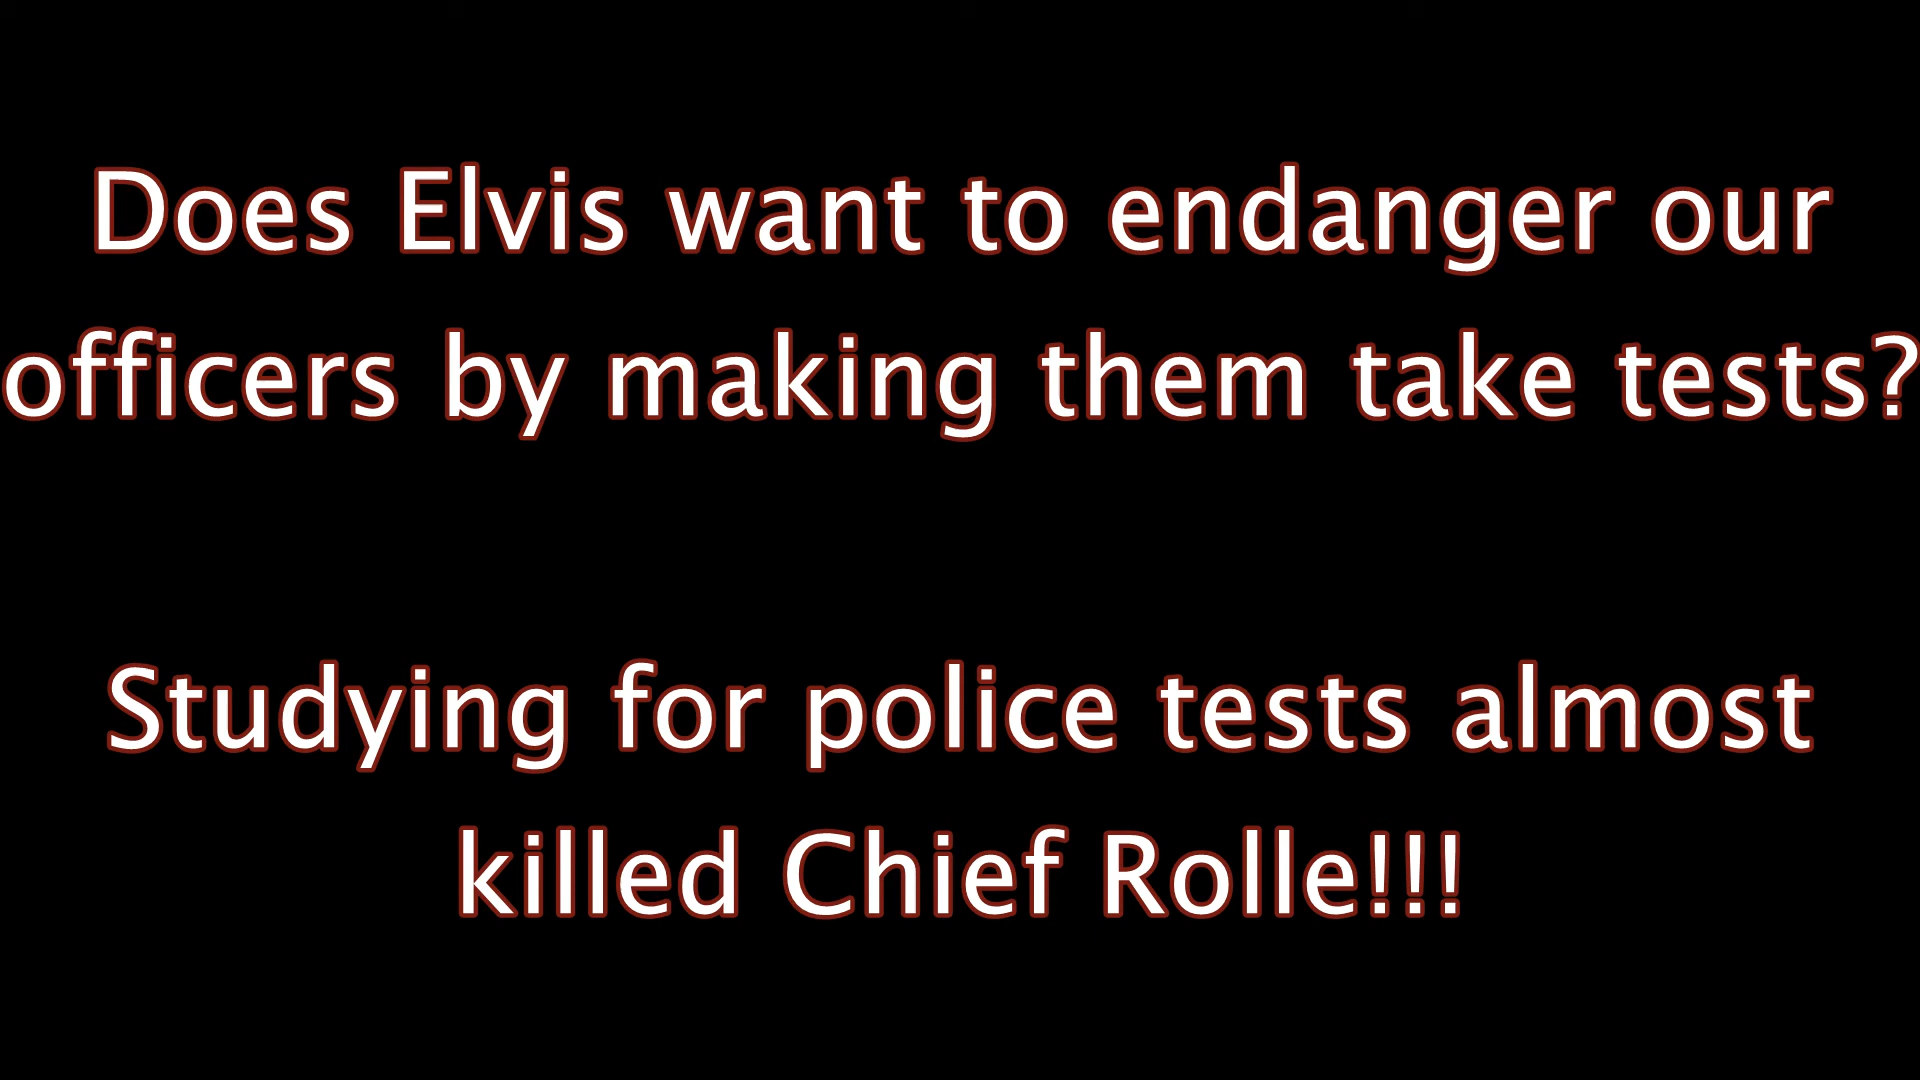 Does Elvis want to endanger our
officers by making them take tests?
Studying for police tests almost
killed Chief Rolle!!!